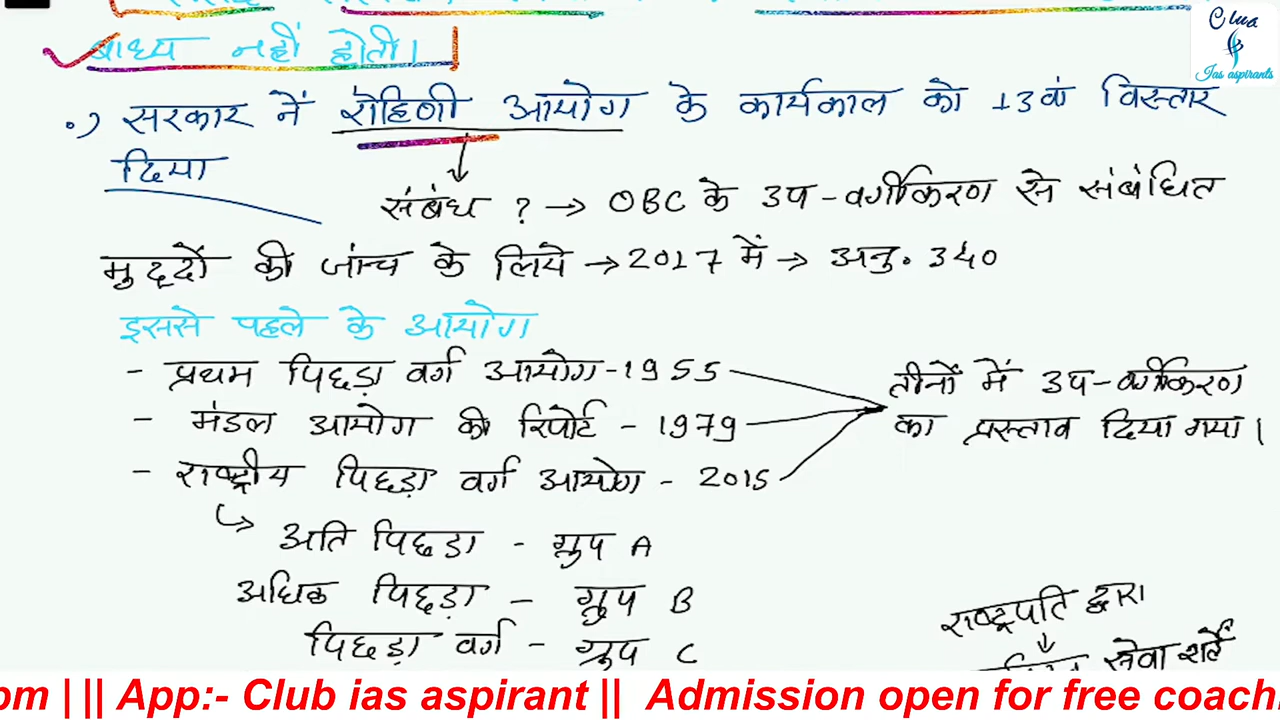 बाध्य नहीं होती।
Club
Ias aspirants
•) सरकार नें रोहिणी आयोग के कार्यकाल को 13वां विस्तार
दिया
संबंध ? → OBC के उप-वर्गीकरण से संबंधित
मुद्दों की जांच के लिये → 2017 में → अनु. 340
इससे पहले के आयोग
- प्रथम पिछड़ा वर्ग आयोग - 1955
- मंडल आयोग की रिपोर्ट - 1979
- राष्ट्रीय पिछड़ा वर्ग आयोग - 2015
तीनों में उप-वर्गीकरण
का प्रस्ताव दिया गया।
अति पिछड़ा - ग्रुप A
अधिक पिछड़ा - ग्रुप B
पिछड़ा वर्ग - ग्रुप C
राष्ट्रपति द्वारा
सेवा शर्तें
om | || App:- Club ias aspirant || Admission open for free coach